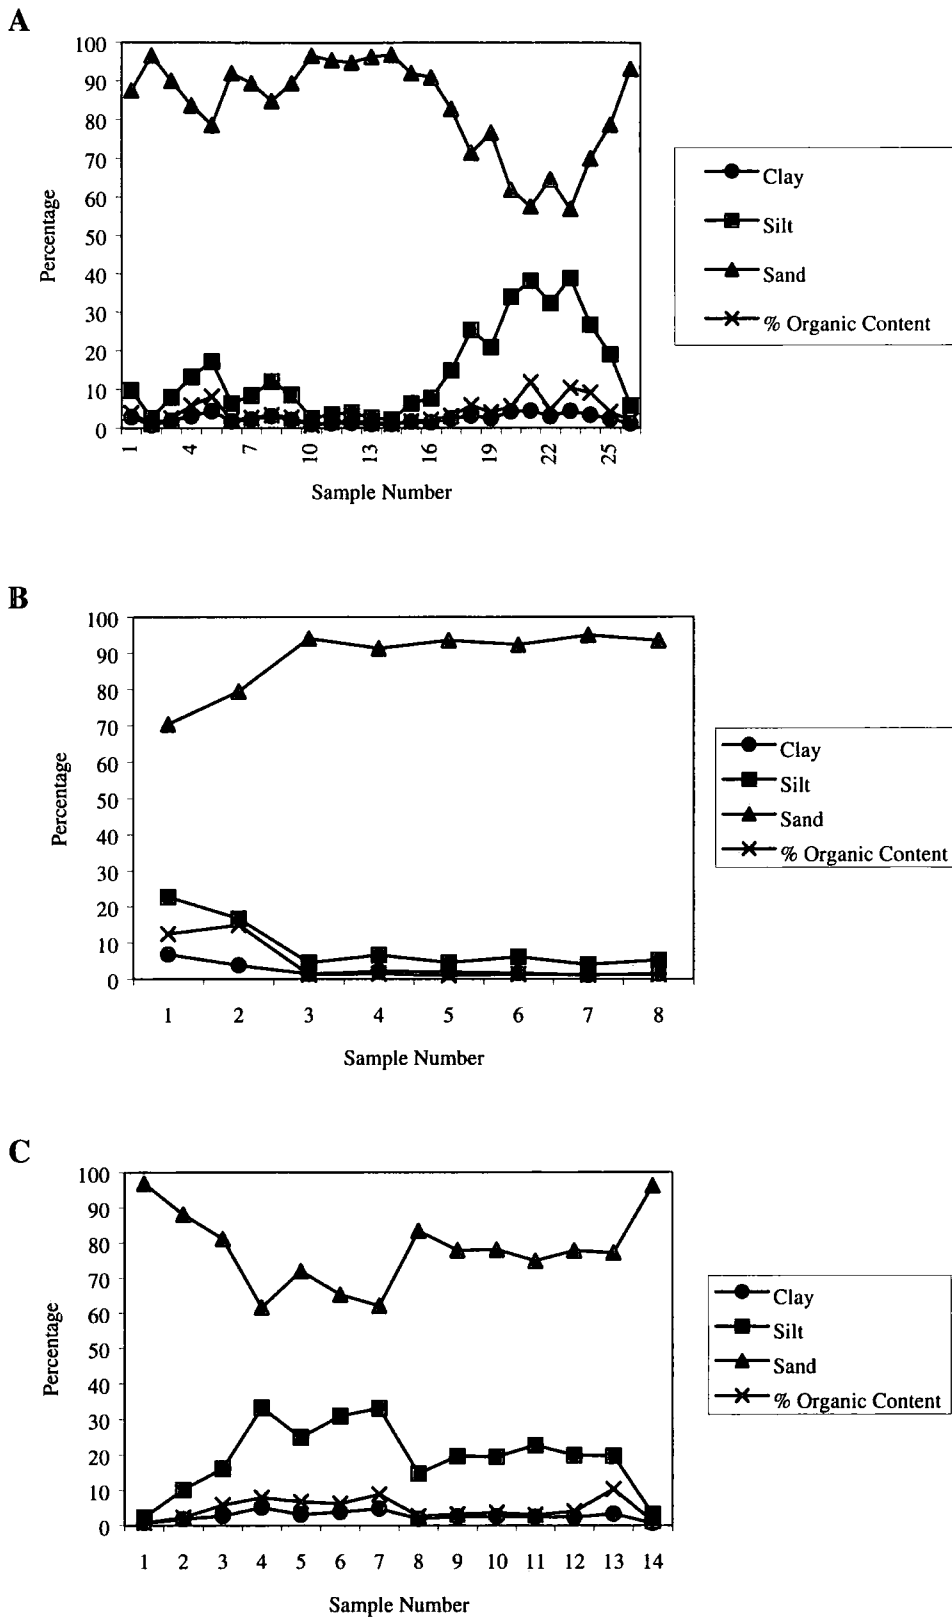 A
100
90
80
70
60
50
40
30
20
10
0
Percentage
1 4 7 10 13 16 19 22 25
Sample Number
Clay
Silt
Sand
% Organic Content
B
100
90
80
70
60
50
40
30
20
10
0
Percentage
1 2 3 4 5 6 7 8
Sample Number
Clay
Silt
Sand
% Organic Content
C
100
90
80
70
60
50
40
30
20
10
0
Percentage
1 2 3 4 5 6 7 8 9 10 11 12 13 14
Sample Number
Clay
Silt
Sand
% Organic Content